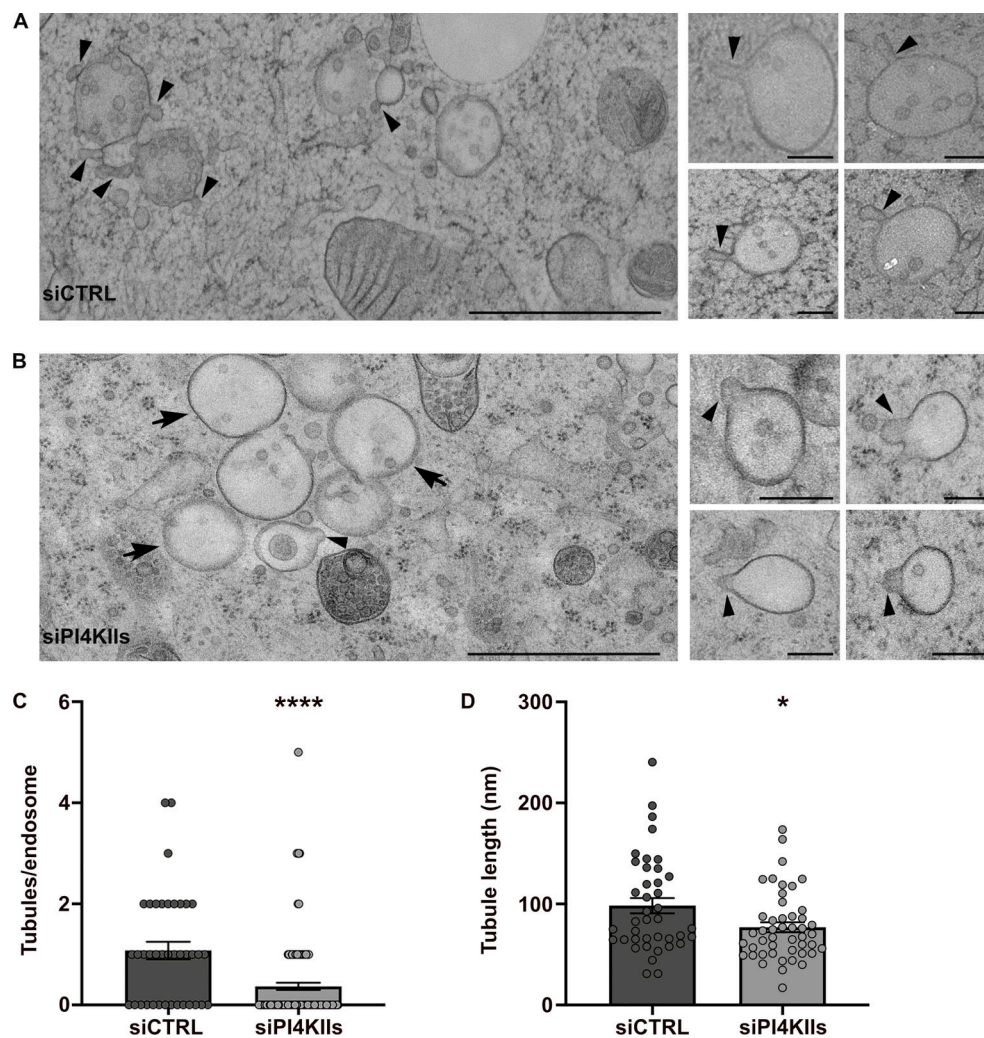 A
siCTRL
B
siPI4KIIs
C
****
6
4
2
0
Tubules/endosome
siCTRL
siPI4KIIs
D
*
300
200
100
0
Tubule length (nm)
siCTRL
siPI4KIIs